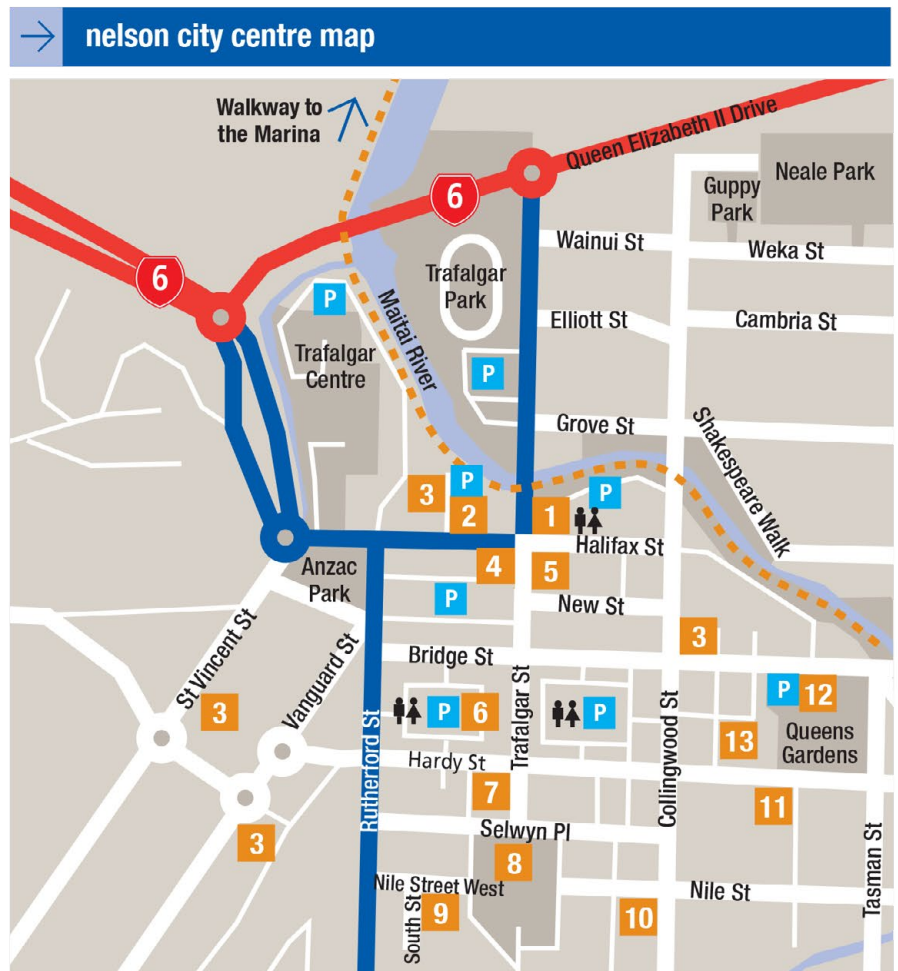 nelson city centre map
Walkway to
the Marina
Queen Elizabeth II Drive
Neale Park
Guppy
Park
6
Wainui St
Weka St
6
Trafalgar
Park
P
Maitai River
Elliott St
Cambria St
Trafalgar
Centre
P
Grove St
Shakespeare Walk
3
P
2
1
P
Halifax St
4
5
Anzac
Park
P
New St
3
Bridge St
St Vincent St
Vanguard St
3
P
6
P
P
12
Rutherford St
Trafalgar St
Collingwood St
13
Queens
Gardens
Hardy St
7
11
3
Selwyn Pl
8
Tasman St
Nile Street West
Nile St
South St
9
10